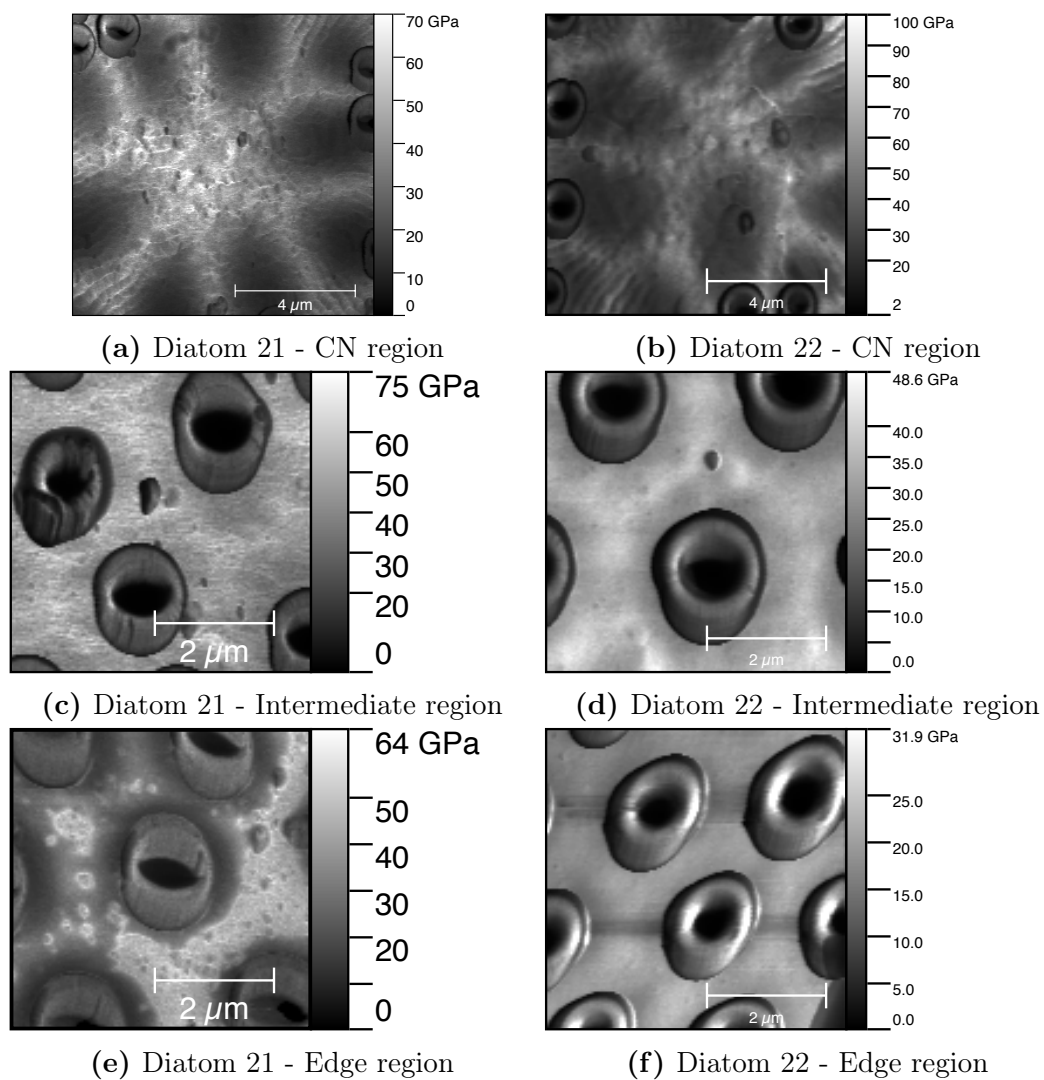 70 GPa
60
50
40
30
20
10
0
4 µm
(a) Diatom 21 - CN region
100 GPa
90
80
70
60
50
40
30
20
2
4 µm
(b) Diatom 22 - CN region
75 GPa
60
50
40
30
20
0
2 µm
(c) Diatom 21 - Intermediate region
48.6 GPa
40.0
35.0
30.0
25.0
20.0
15.0
10.0
0.0
2 µm
(d) Diatom 22 - Intermediate region
64 GPa
50
40
30
20
0
2 µm
(e) Diatom 21 - Edge region
31.9 GPa
25.0
20.0
15.0
10.0
5.0
0.0
2 µm
(f) Diatom 22 - Edge region